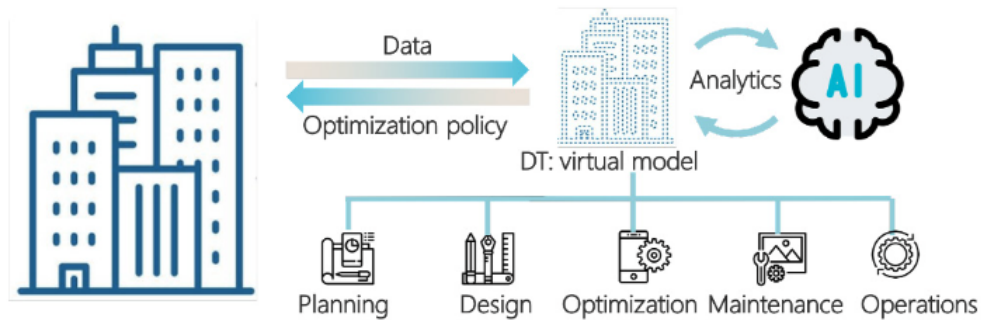 Data
Optimization policy
Analytics
AI
DT: virtual model
Planning
Design
Optimization
Maintenance
Operations